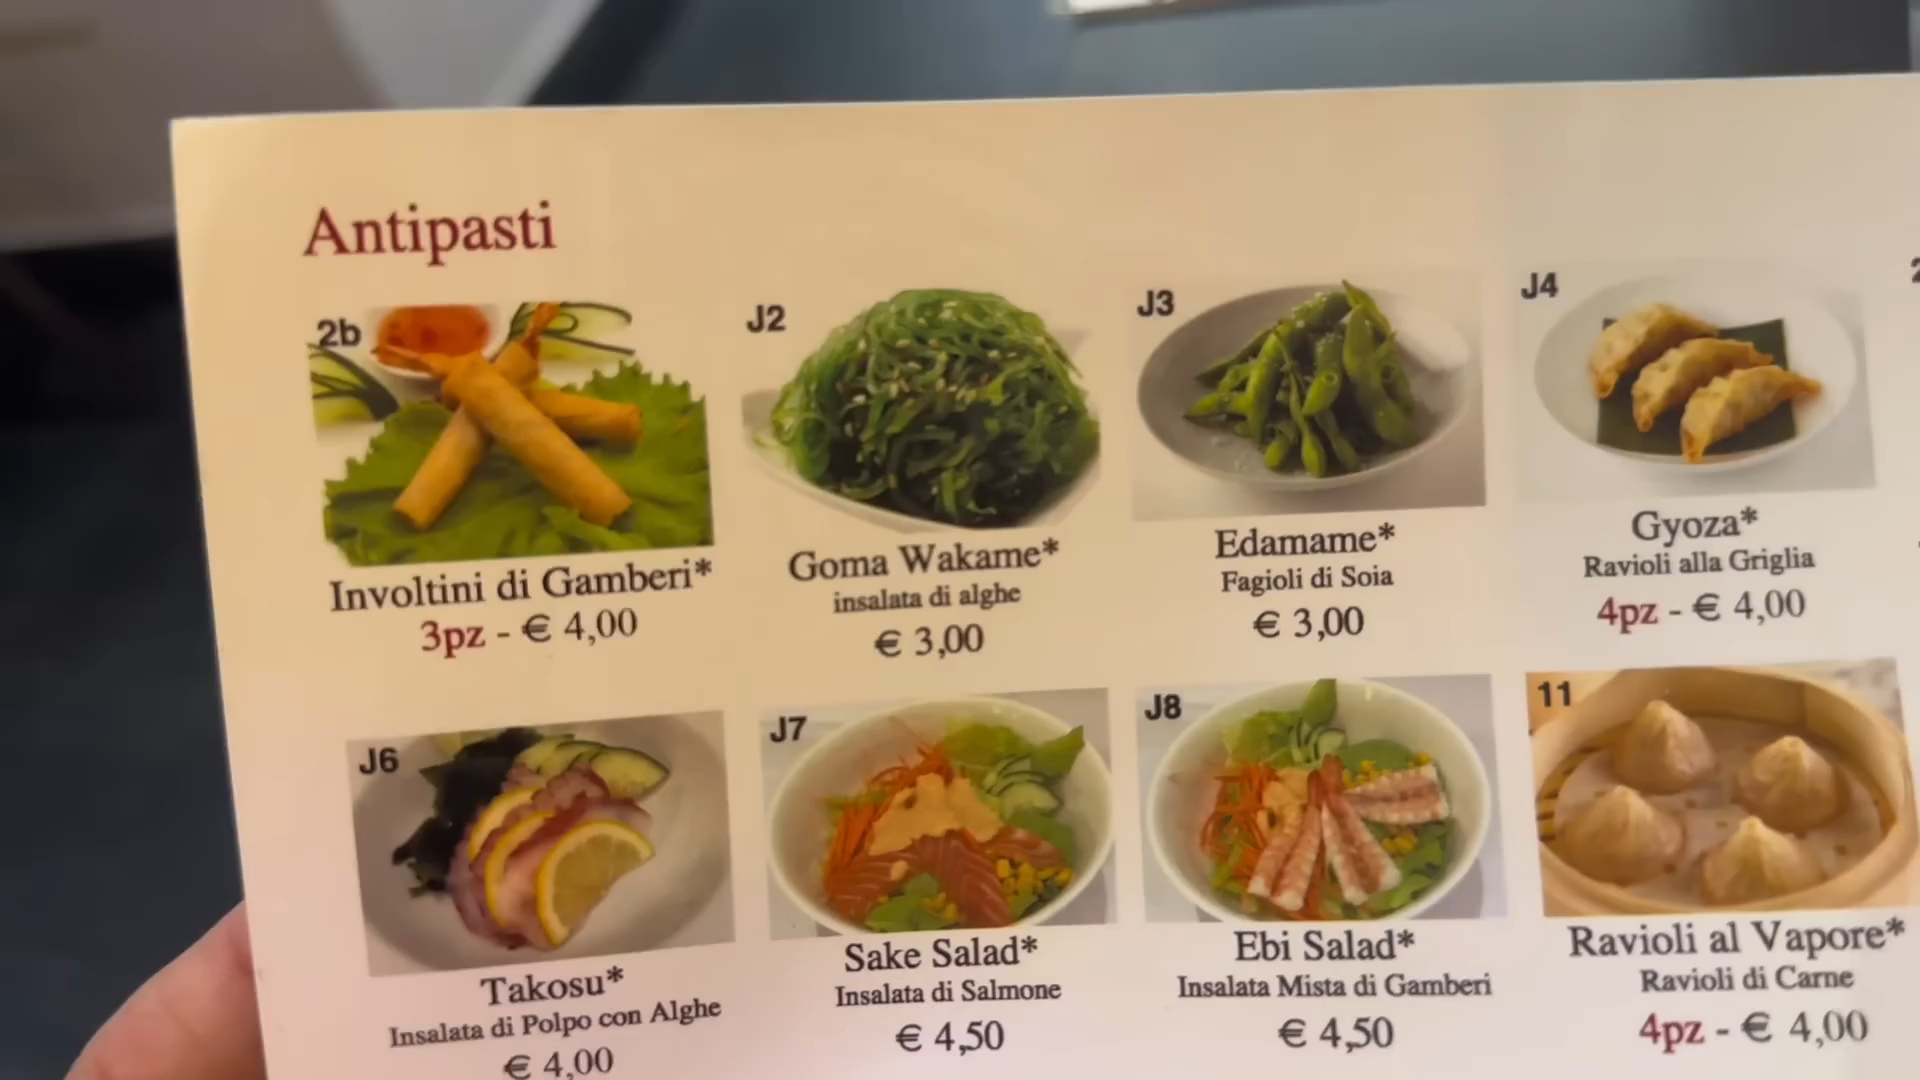 Antipasti
2b
Involtini di Gamberi*
3pz - € 4,00
J2
Goma Wakame*
insalata di alghe
€ 3,00
J3
Edamame*
Fagioli di Soia
€ 3,00
J4
Gyoza*
Ravioli alla Griglia
4pz - € 4,00
J6
Takosu*
Insalata di Polpo con Alghe
€ 4,00
J7
Sake Salad*
Insalata di Salmone
€ 4,50
J8
Ebi Salad*
Insalata Mista di Gamberi
€ 4,50
11
Ravioli al Vapore*
Ravioli di Carne
4pz - € 4,00